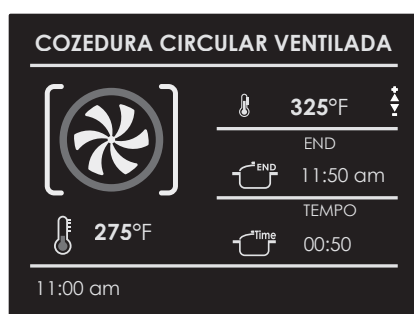 COZEDURA CIRCULAR VENTILADA
325°F
END
END
11:50 am
275°F
TEMPO
Time
00:50
11:00 am